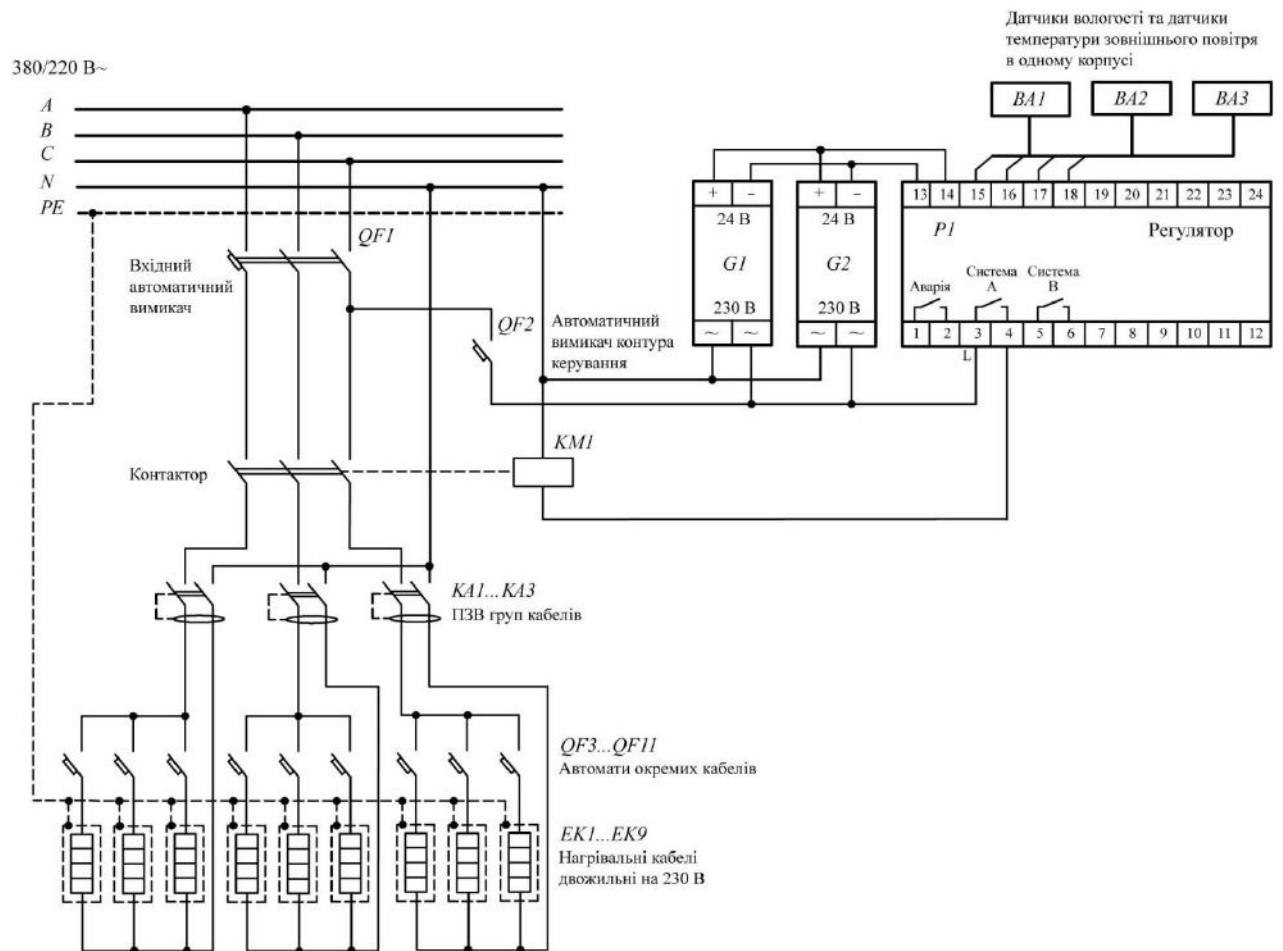 Датчики вологості та датчики
температури зовнішнього повітря
в одному корпусі
380/220 В~
A
B
C
N
PE
BA1 BA2 BA3
+ − + −
13 14 15 16 17 18 19 20 21 22 23 24
24 В 24 В
P1 Регулятор
G1 G2
QF1
Вхідний
автоматичний
вимикач
Аварія
Система
A
Система
B
230 В 230 В
~ ~ ~ ~
1 2 3 4 5 6 7 8 9 10 11 12
L
QF2
Автоматичний
вимикач контура
керування
KM1
Контактор
KA1...KA3
ПЗВ груп кабелів
QF3...QF11
Автомати окремих кабелів
EK1...EK9
Нагрівальні кабелі
двожильні на 230 В